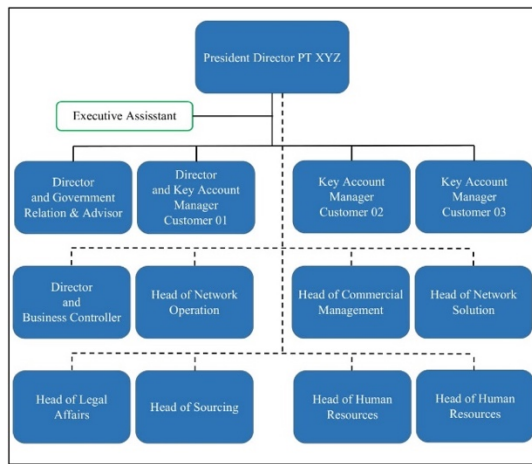 President Director PT XYZ
Executive Assisstant
Director
and Government
Relation & Advisor
Director
and Key Account
Manager
Customer 01
Key Account
Manager
Customer 02
Key Account
Manager
Customer 03
Director
and
Business Controller
Head of Network
Operation
Head of Commercial
Management
Head of Network
Solution
Head of Legal
Affairs
Head of Sourcing
Head of Human
Resources
Head of Human
Resources